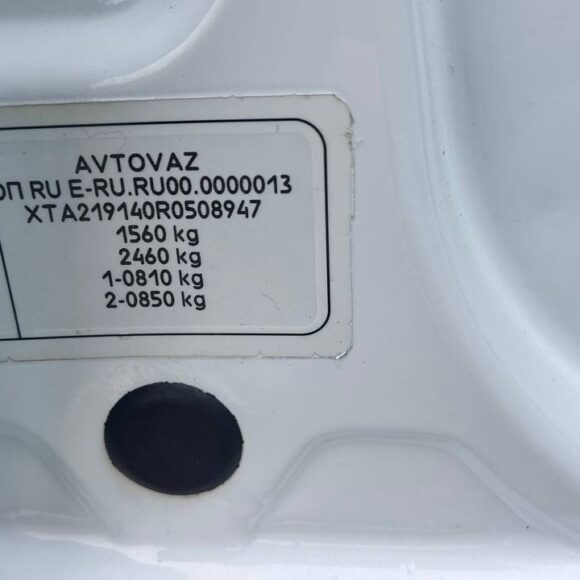 AVTOVAZ
ОП RU E-RU.RU00.0000013
XTA219140R0508947
1560 kg
2460 kg
1-0810 kg
2-0850 kg